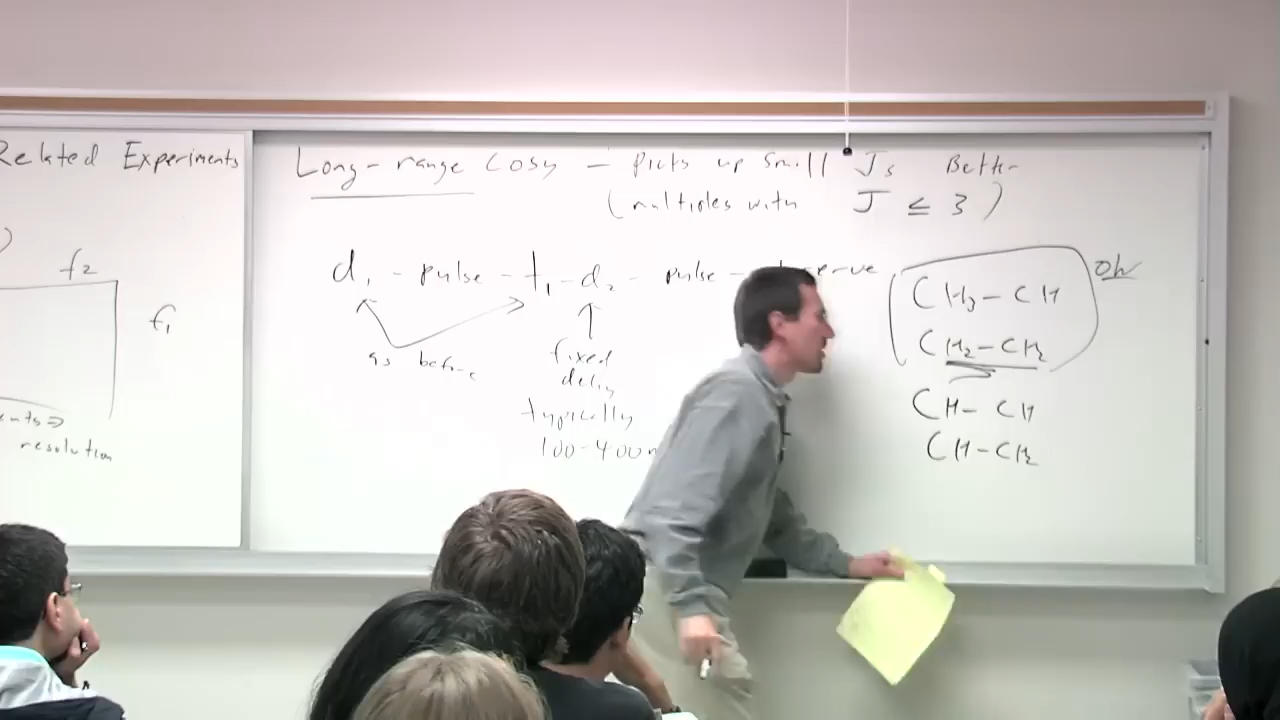 Related Experiments
f2
f1
resolution
Long-range COSY – Picks up small Js Better
(multiples with J ≤ 3)
d1 - pulse - t1 - d2 - pulse -
as before
fixed
delay
typically
100-400
CH3 – CH
OK
CH2 – CH2
CH – CH
CH – CH2